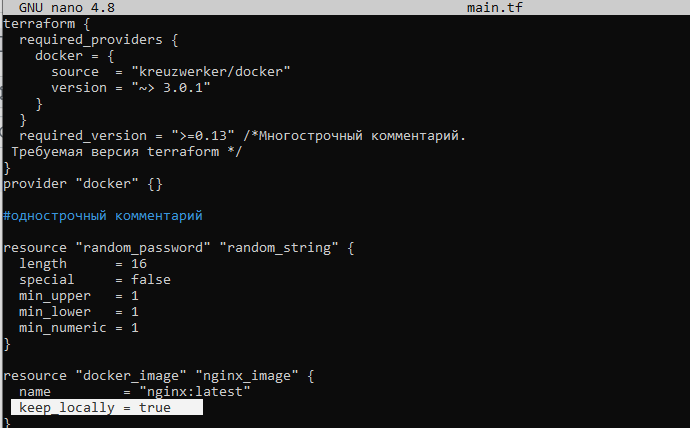 GNU nano 4.8 main.tf
terraform {
  required_providers {
    docker = {
      source  = "kreuzwerker/docker"
      version = "~> 3.0.1"
    }
  }
  required_version = ">=0.13" /*Многострочный комментарий.
 Требуемая версия terraform */
}
provider "docker" {}

#однострочный комментарий

resource "random_password" "random_string" {
  length      = 16
  special     = false
  min_upper   = 1
  min_lower   = 1
  min_numeric = 1
}

resource "docker_image" "nginx_image" {
  name         = "nginx:latest"
  keep_locally = true
}